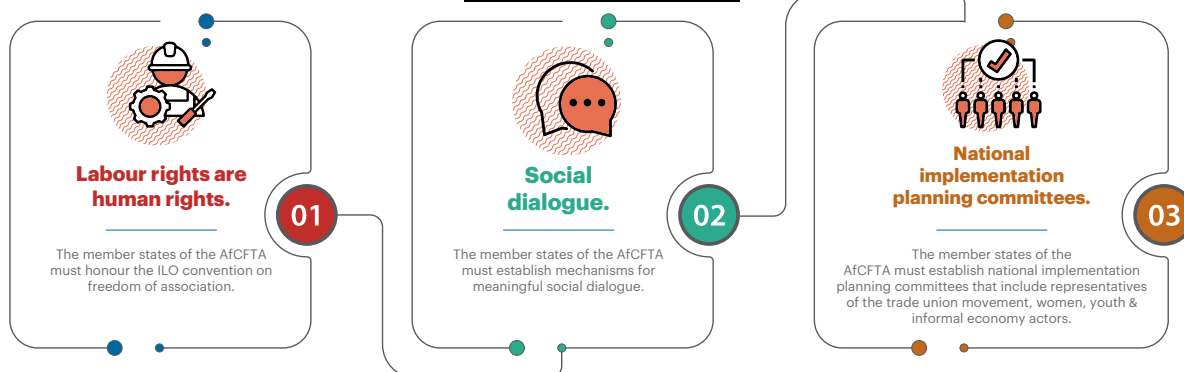 Labour rights are
human rights.
01
The member states of the AfCFTA
must honour the ILO convention on
freedom of association.
Social
dialogue.
02
The member states of the AfCFTA
must establish mechanisms for
meaningful social dialogue.
National
implementation
planning committees.
03
The member states of the
AfCFTA must establish national implementation
planning committees that include representatives
of the trade union movement, women, youth &
informal economy actors.